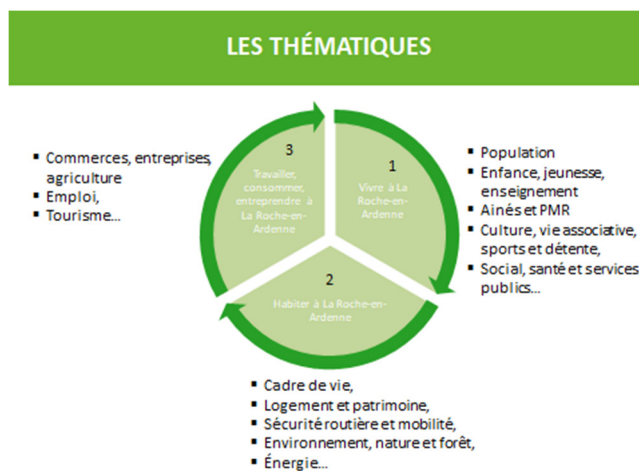 LES THÉMATIQUES
3
Travailler,
consommer,
entreprendre à
La Roche-en-
Ardenne
1
Vivre à La
Roche-en-
Ardenne
2
Habiter à La Roche-en-
Ardenne
▪ Commerces, entreprises,
agriculture
▪ Emploi,
▪ Tourisme...
▪ Population
▪ Enfance, jeunesse,
enseignement
▪ Ainés et PMR
▪ Culture, vie associative,
sports et détente,
▪ Social, santé et services
publics...
▪ Cadre de vie,
▪ Logement et patrimoine,
▪ Sécurité routière et mobilité,
▪ Environnement, nature et forêt,
▪ Énergie...